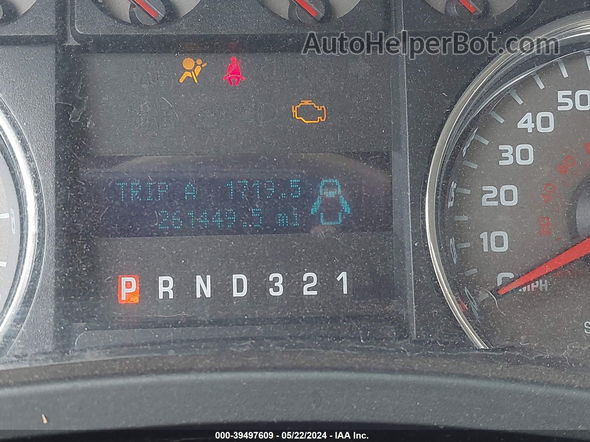 AutoHelperBot.com
TRIP A 1719.5
261449.5 mi
P R N D 3 2 1
50
40
30
20
10
0
MPH
000-39497609 - 05/22/2024 - IAA Inc.